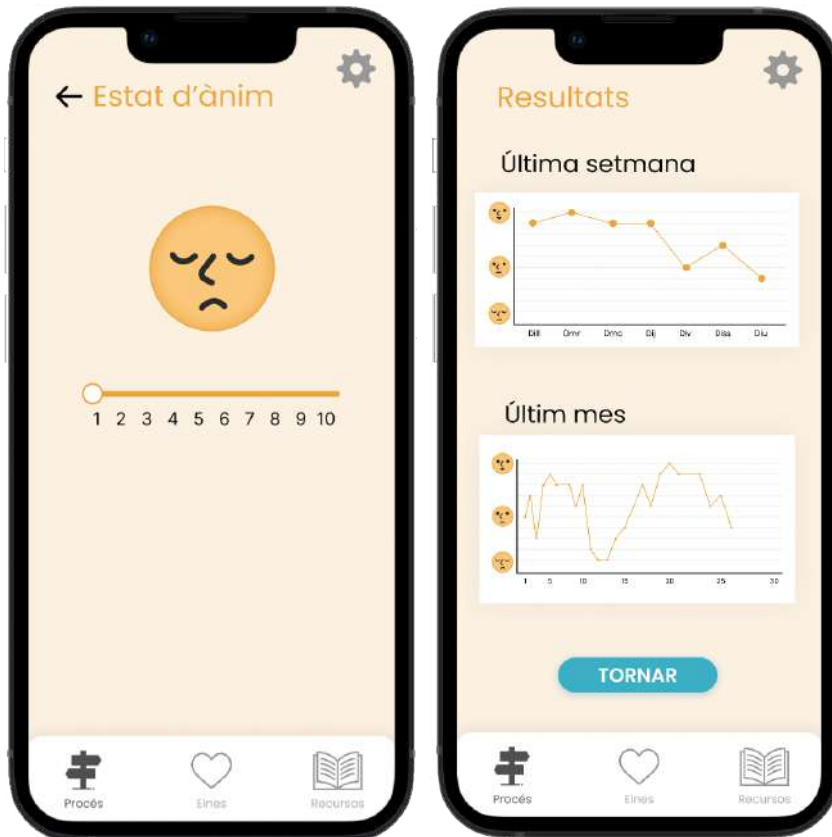 ← Estat d'ànim
1 2 3 4 5 6 7 8 9 10
Procés Eines Recursos
Resultats
Última setmana
Dill Dmr Dmc Dij Div Diss Diu
Últim mes
1 5 10 15 20 25 30
TORNAR
Procés Eines Recursos